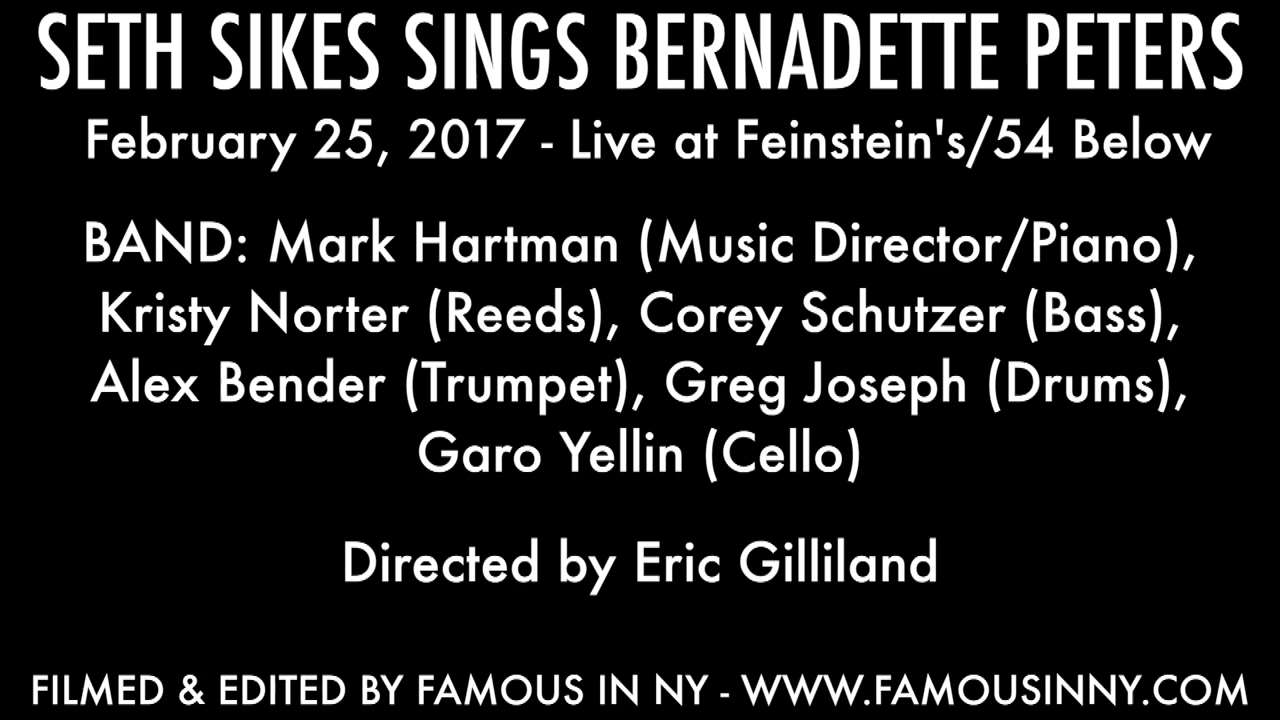 SETH SIKES SINGS BERNADETTE PETERS
February 25, 2017 - Live at Feinstein's/54 Below
BAND: Mark Hartman (Music Director/Piano),
Kristy Norter (Reeds), Corey Schutzer (Bass),
Alex Bender (Trumpet), Greg Joseph (Drums),
Garo Yellin (Cello)
Directed by Eric Gilliland
FILMED & EDITED BY FAMOUS IN NY - WWW.FAMOUSINNY.COM